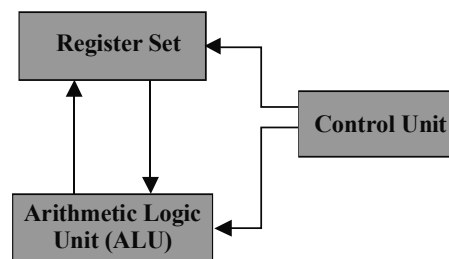 Register Set
Control Unit
Arithmetic Logic
Unit (ALU)